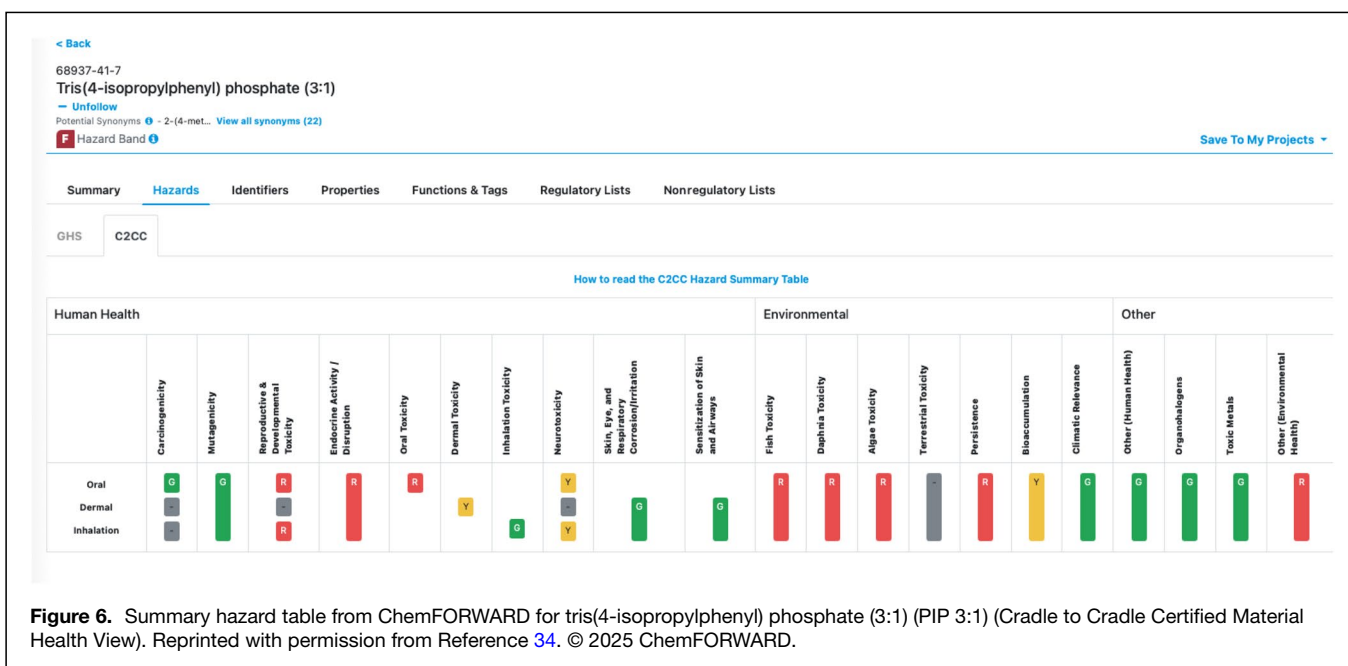 < Back
68937-41-7
Tris(4-isopropylphenyl) phosphate (3:1)
− Unfollow
Potential Synonyms i - 2-(4-met... View all synonyms (22)
F Hazard Band i
Save To My Projects
Summary Hazards Identifiers Properties Functions & Tags Regulatory Lists Nonregulatory Lists
GHS C2CC
How to read the C2CC Hazard Summary Table
Human Health Environmental Other
Carcinogenicity
Mutagenicity
Reproductive &
Developmental
Toxicity
Endocrine Activity /
Disruption
Oral Toxicity
Dermal Toxicity
Inhalation Toxicity
Neurotoxicity
Skin, Eye, and
Respiratory
Corrosion/Irritation
Sensitization of Skin
and Airways
Fish Toxicity
Daphnia Toxicity
Algae Toxicity
Terrestrial Toxicity
Persistence
Bioaccumulation
Climatic Relevance
Other (Human Health)
Organohalogens
Toxic Metals
Other (Environmental
Health)
Oral G G R R R Y R R R - R Y G G G G R
Dermal - - Y - G G
Inhalation - R G Y
Figure 6. Summary hazard table from ChemFORWARD for tris(4-isopropylphenyl) phosphate (3:1) (PIP 3:1) (Cradle to Cradle Certified Material
Health View). Reprinted with permission from Reference 34. © 2025 ChemFORWARD.